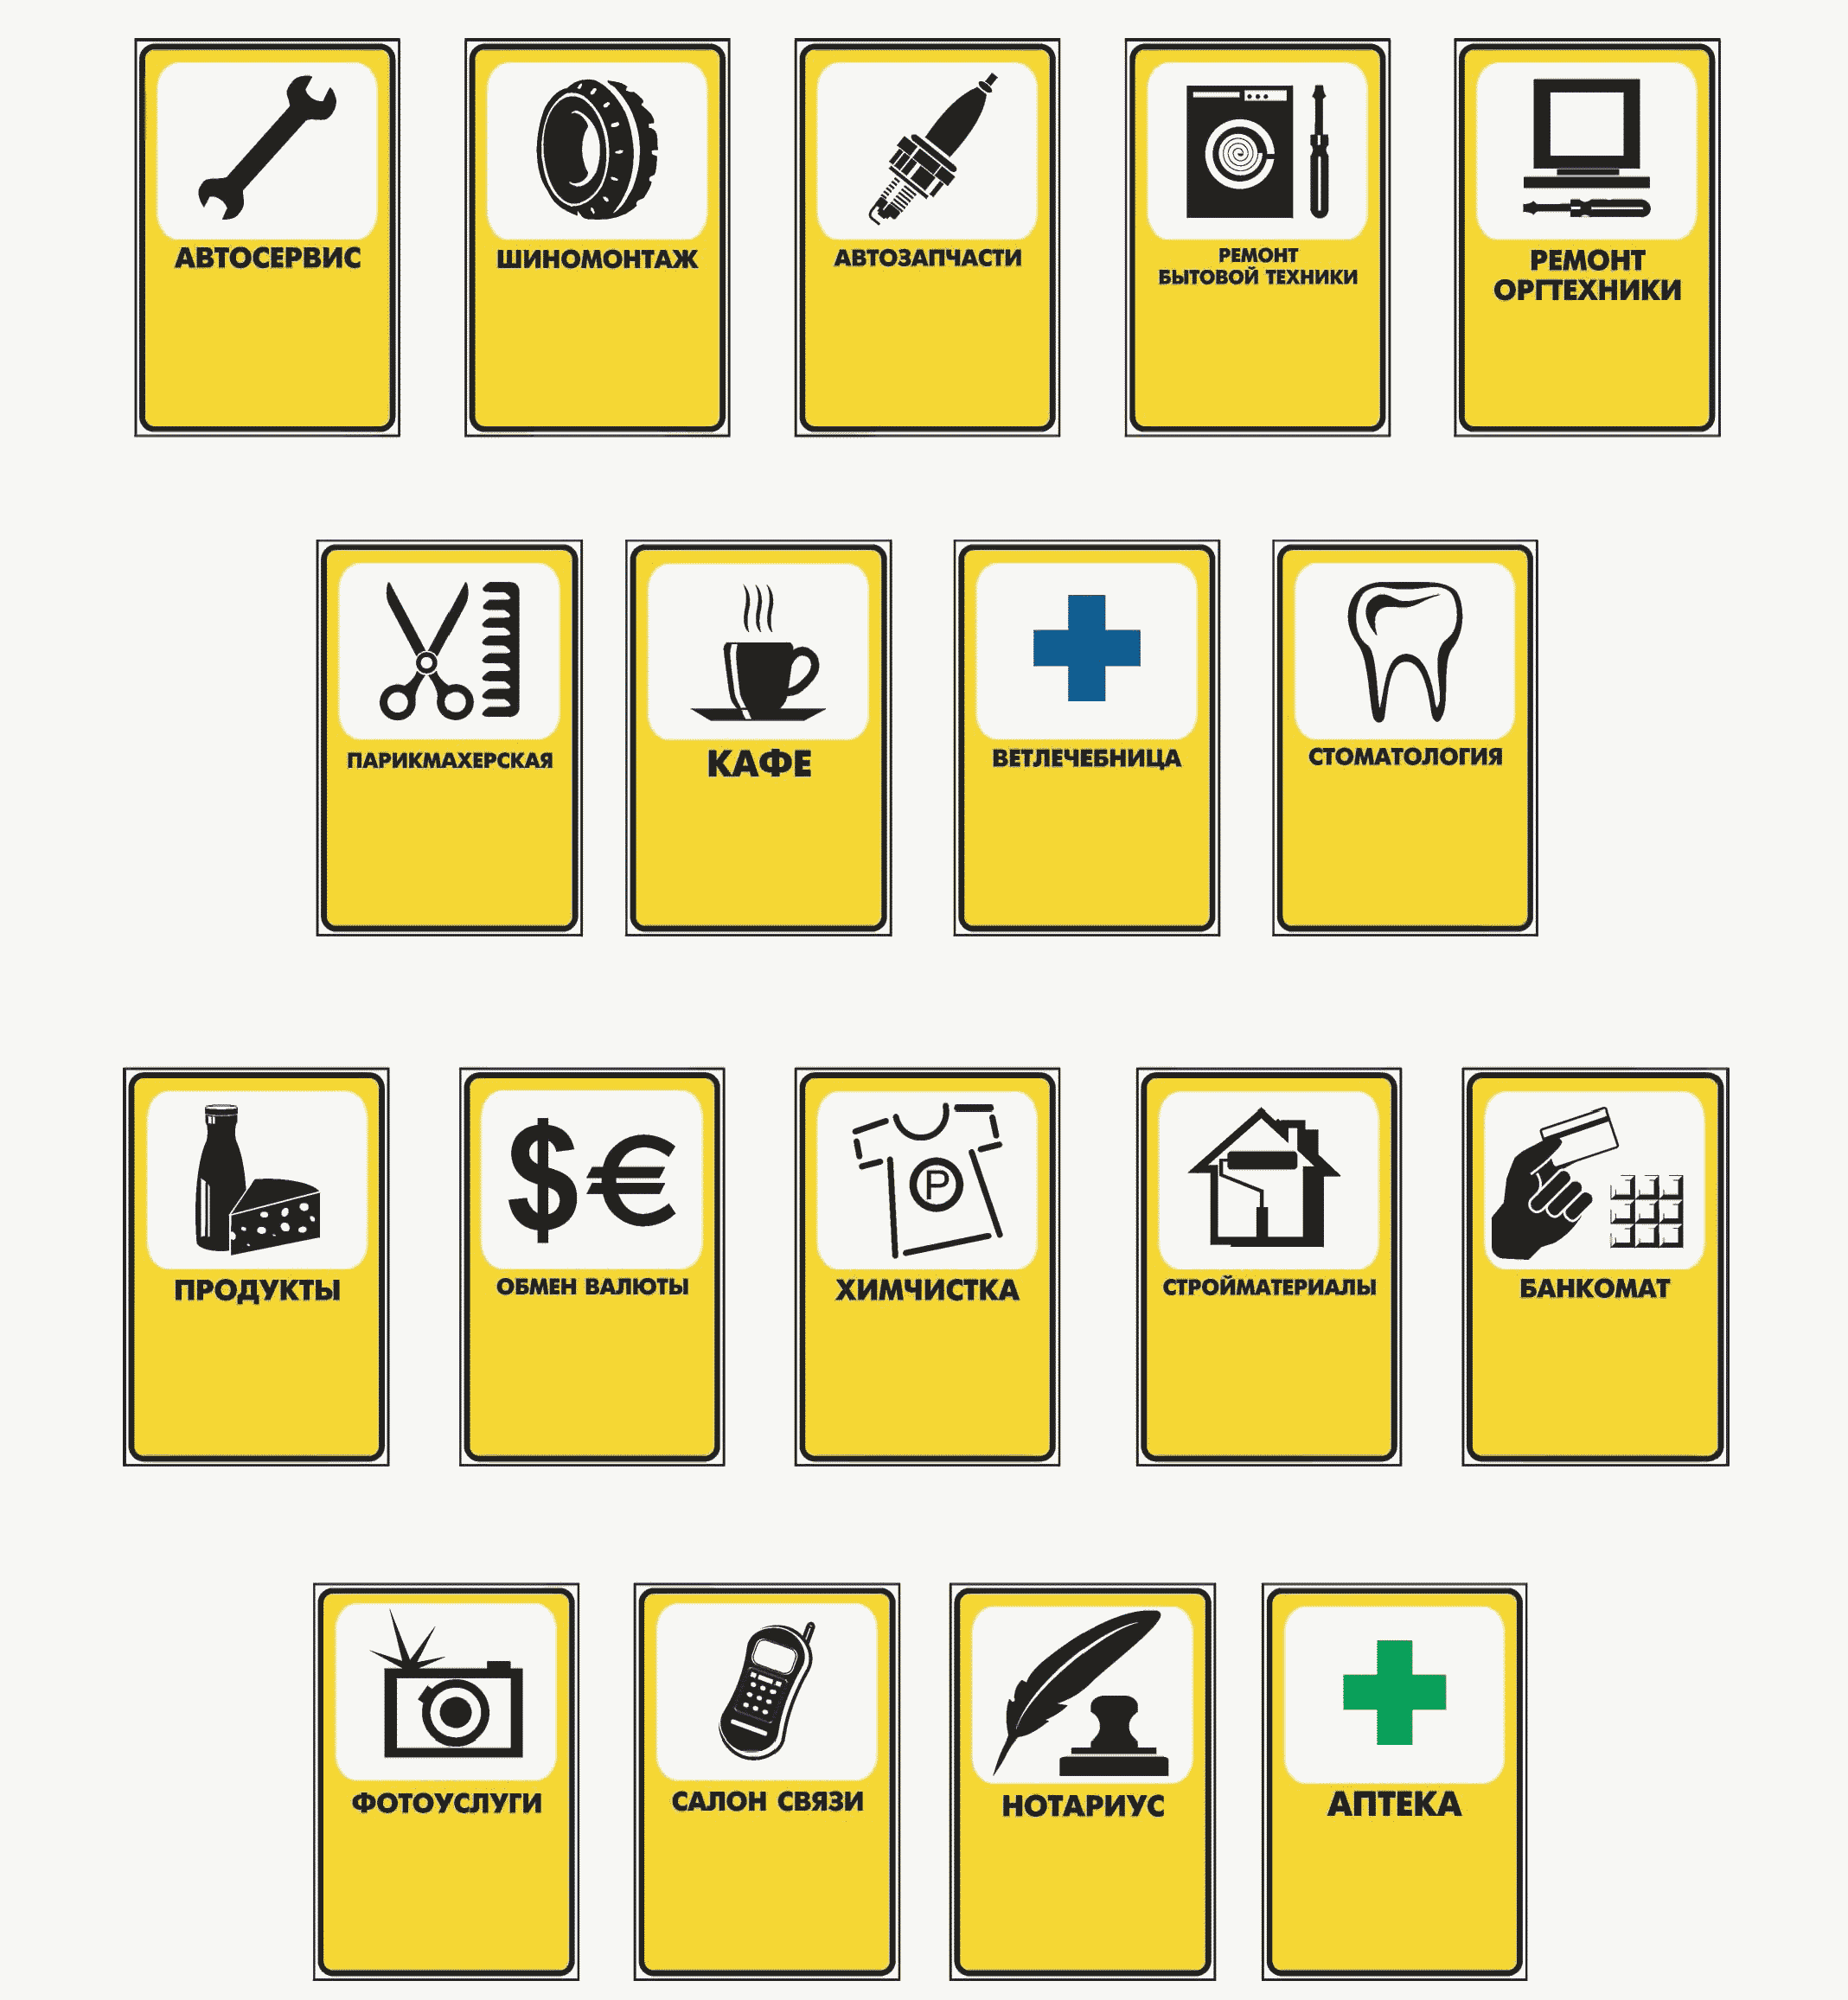 АВТОСЕРВИС
ШИНОМОНТАЖ
АВТОЗАПЧАСТИ
РЕМОНТ
БЫТОВОЙ ТЕХНИКИ
РЕМОНТ
ОРГТЕХНИКИ
ПАРИКМАХЕРСКАЯ
КАФЕ
ВЕТЛЕЧЕБНИЦА
СТОМАТОЛОГИЯ
ПРОДУКТЫ
$€
ОБМЕН ВАЛЮТЫ
P
ХИМЧИСТКА
СТРОЙМАТЕРИАЛЫ
БАНКОМАТ
ФОТОУСЛУГИ
САЛОН СВЯЗИ
НОТАРИУС
АПТЕКА